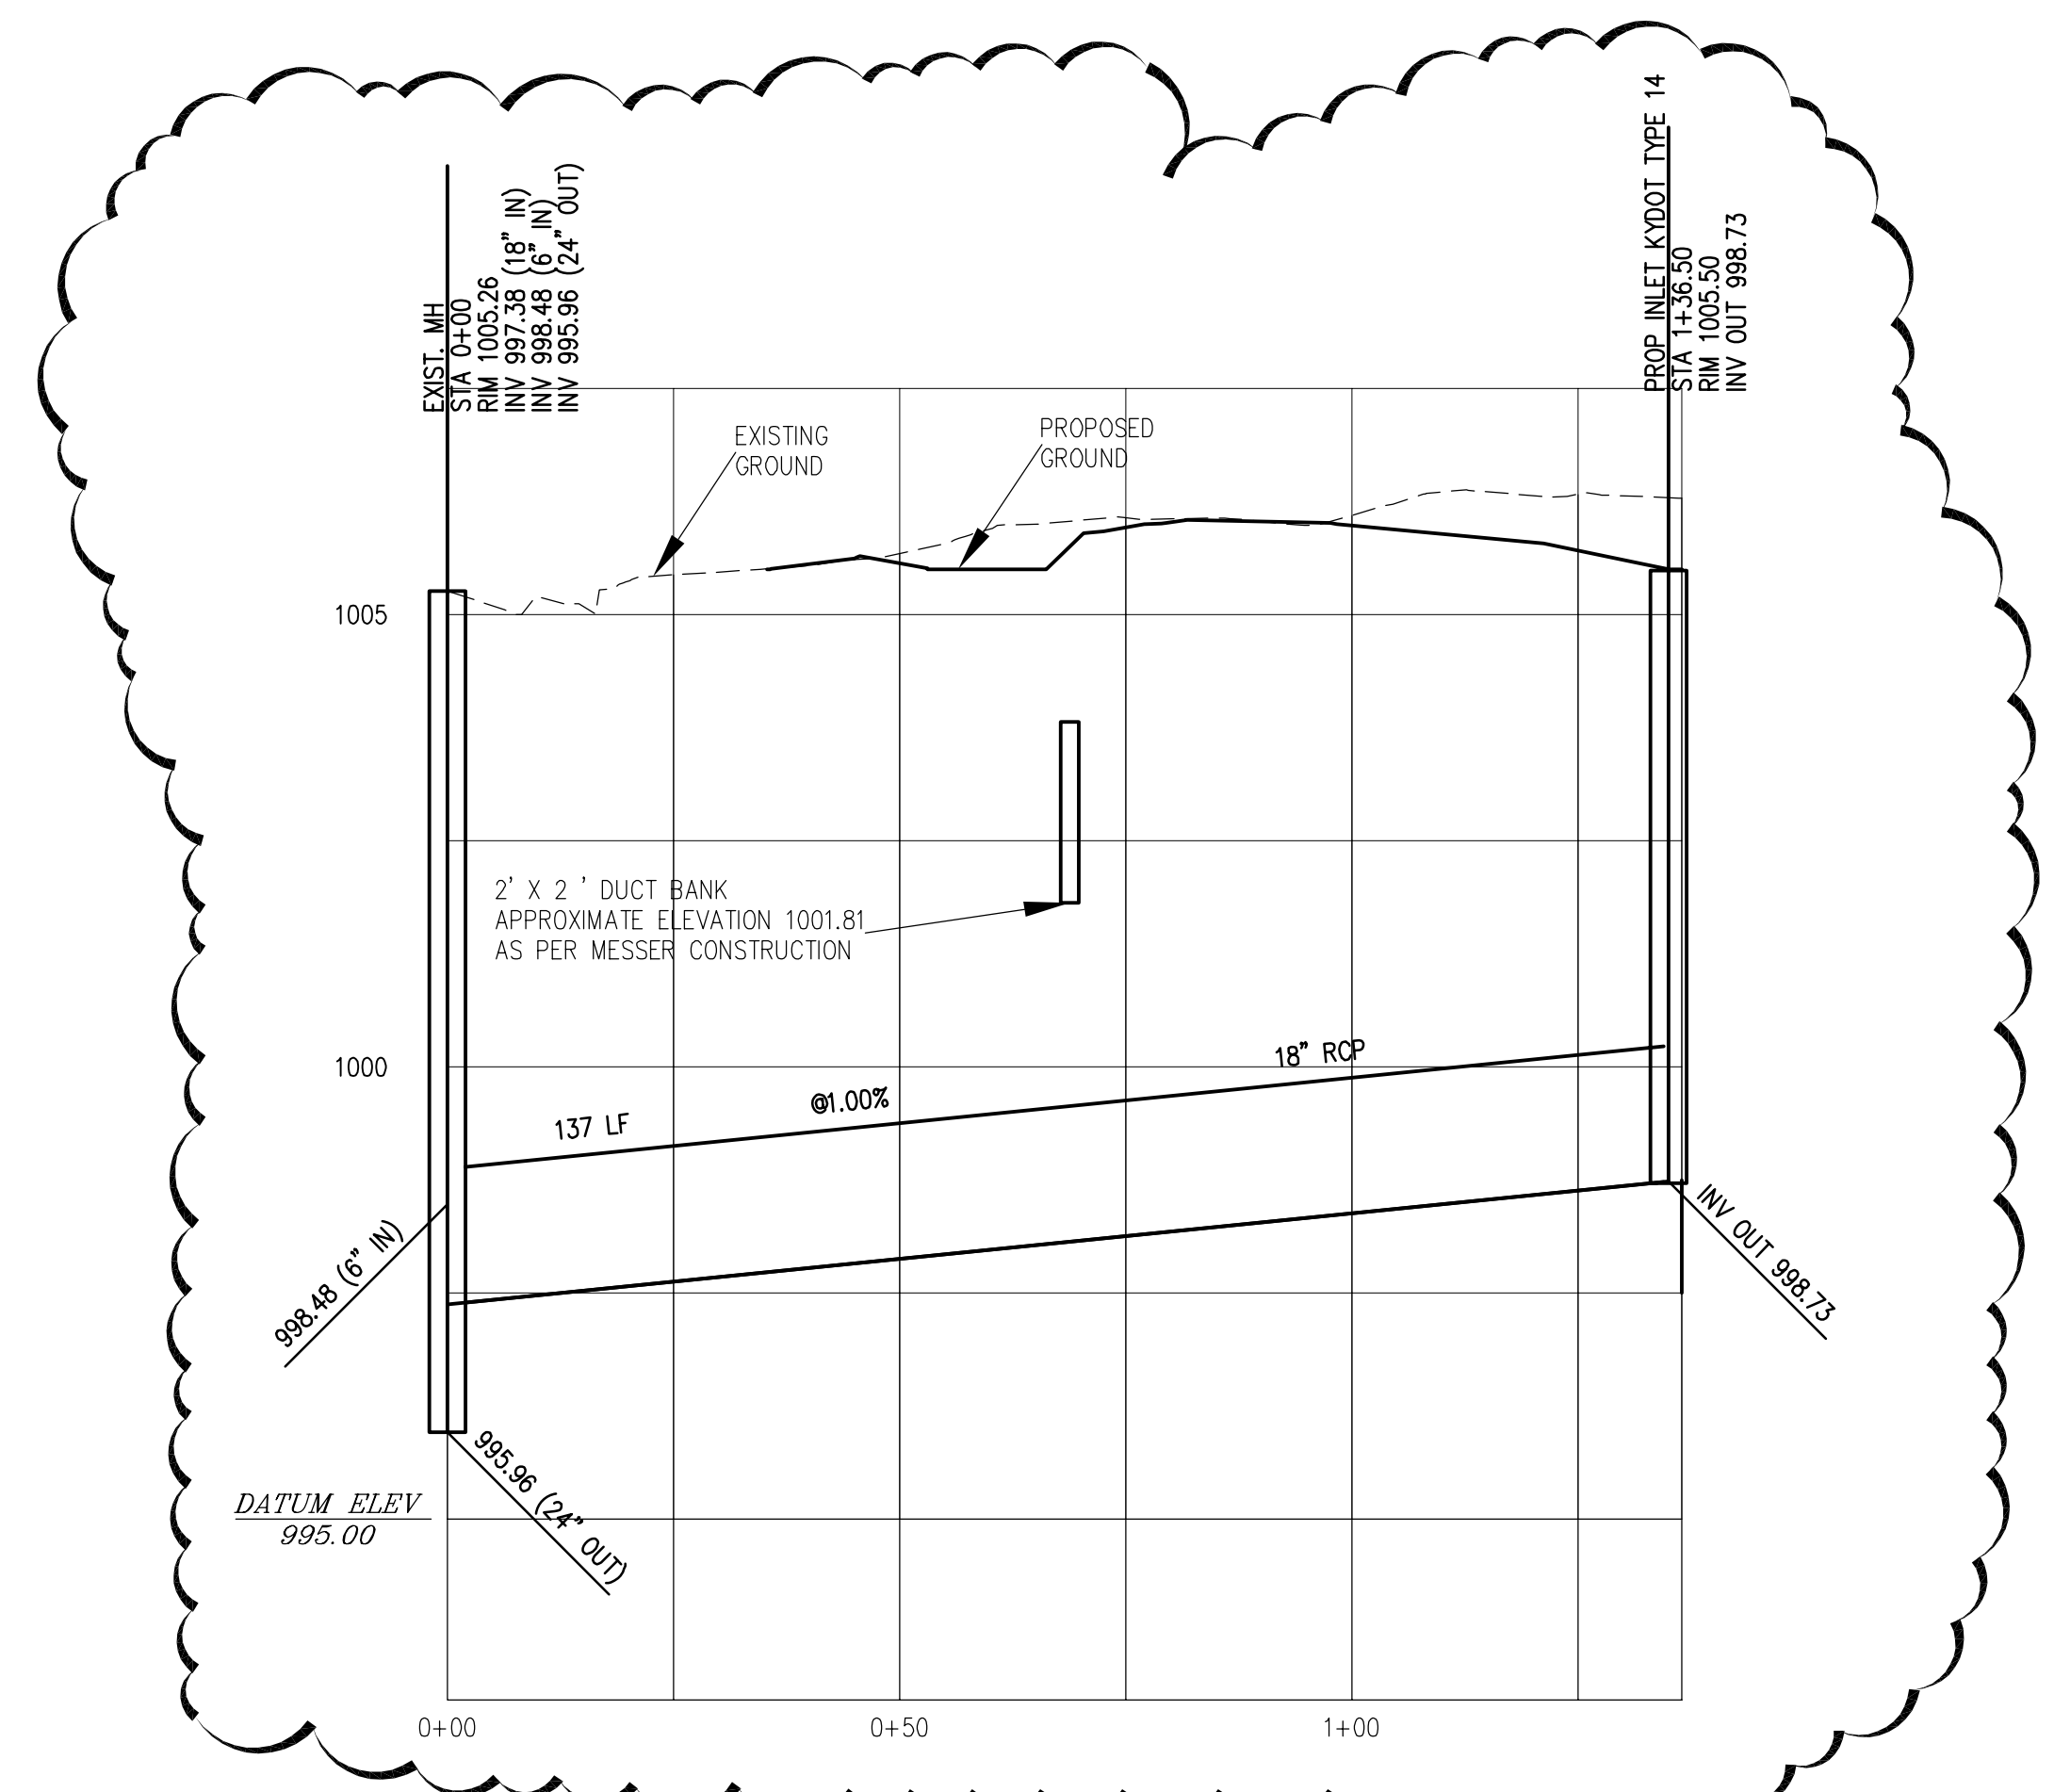 EXIST. MH
STA 0+00
RIM 1005.26
INV 997.38 (18" IN)
INV 998.48 (6" IN)
INV 995.96 (24" OUT)
PROP INLET KYDOT TYPE 14
STA 1+36.50
RIM 1005.50
INV OUT 998.73
EXISTING
GROUND
PROPOSED
GROUND
1005
2' X 2 ' DUCT BANK
APPROXIMATE ELEVATION 1001.81
AS PER MESSER CONSTRUCTION
1000
137 LF
@1.00%
18" RCP
998.48 (6" IN)
INV OUT 998.73
995.96 (24" OUT)
DATUM ELEV
995.00
0+00
0+50
1+00